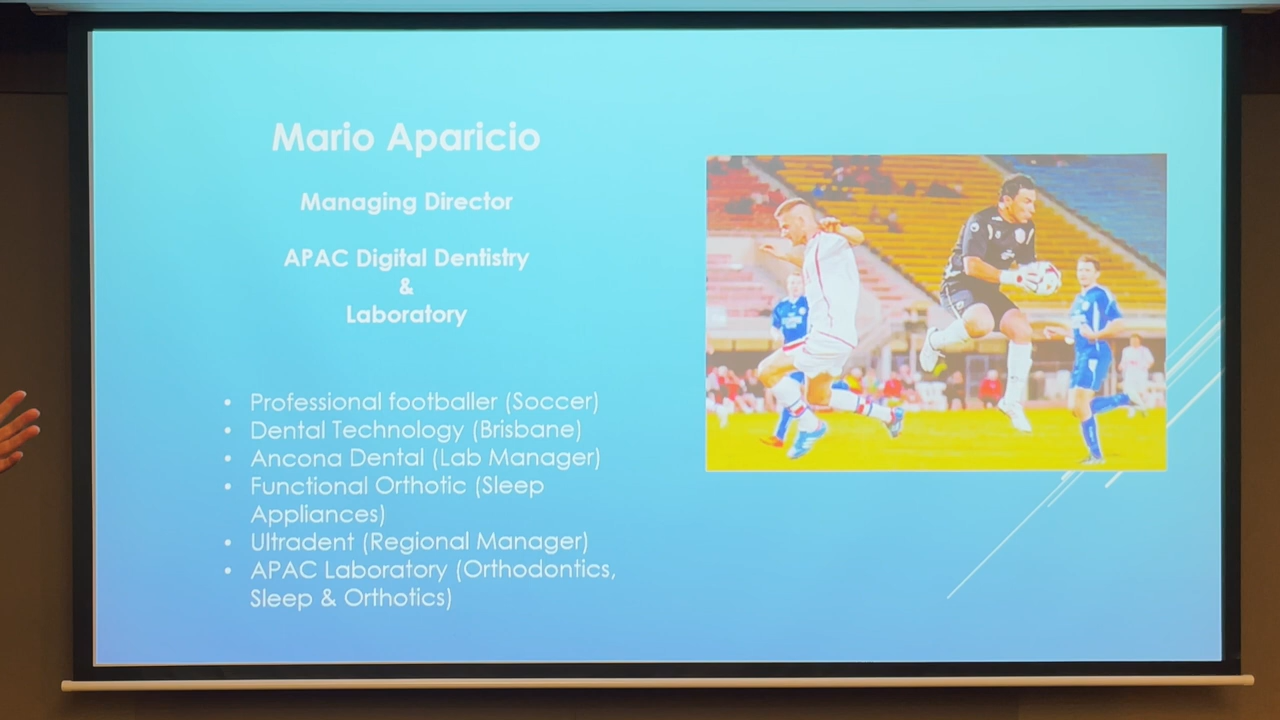 Mario Aparicio
Managing Director
APAC Digital Dentistry
&
Laboratory
• Professional footballer (Soccer)
• Dental Technology (Brisbane)
• Ancona Dental (Lab Manager)
• Functional Orthotic (Sleep
Appliances)
• Ultradent (Regional Manager)
• APAC Laboratory (Orthodontics,
Sleep & Orthotics)